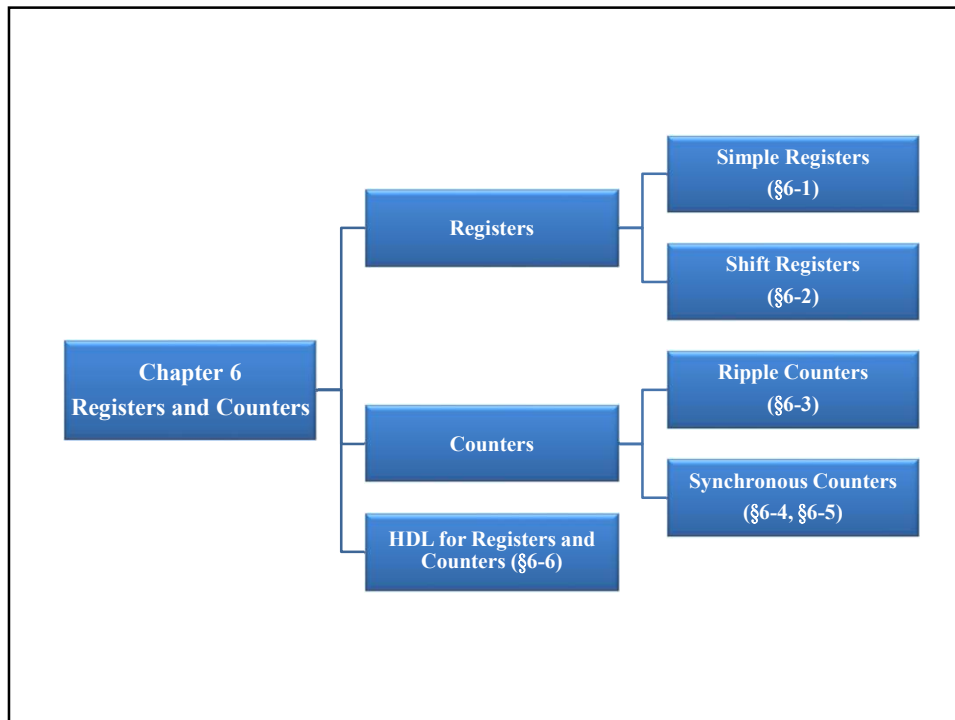 Chapter 6
Registers and Counters
Registers
Simple Registers
(§6-1)
Shift Registers
(§6-2)
Counters
Ripple Counters
(§6-3)
Synchronous Counters
(§6-4, §6-5)
HDL for Registers and
Counters (§6-6)